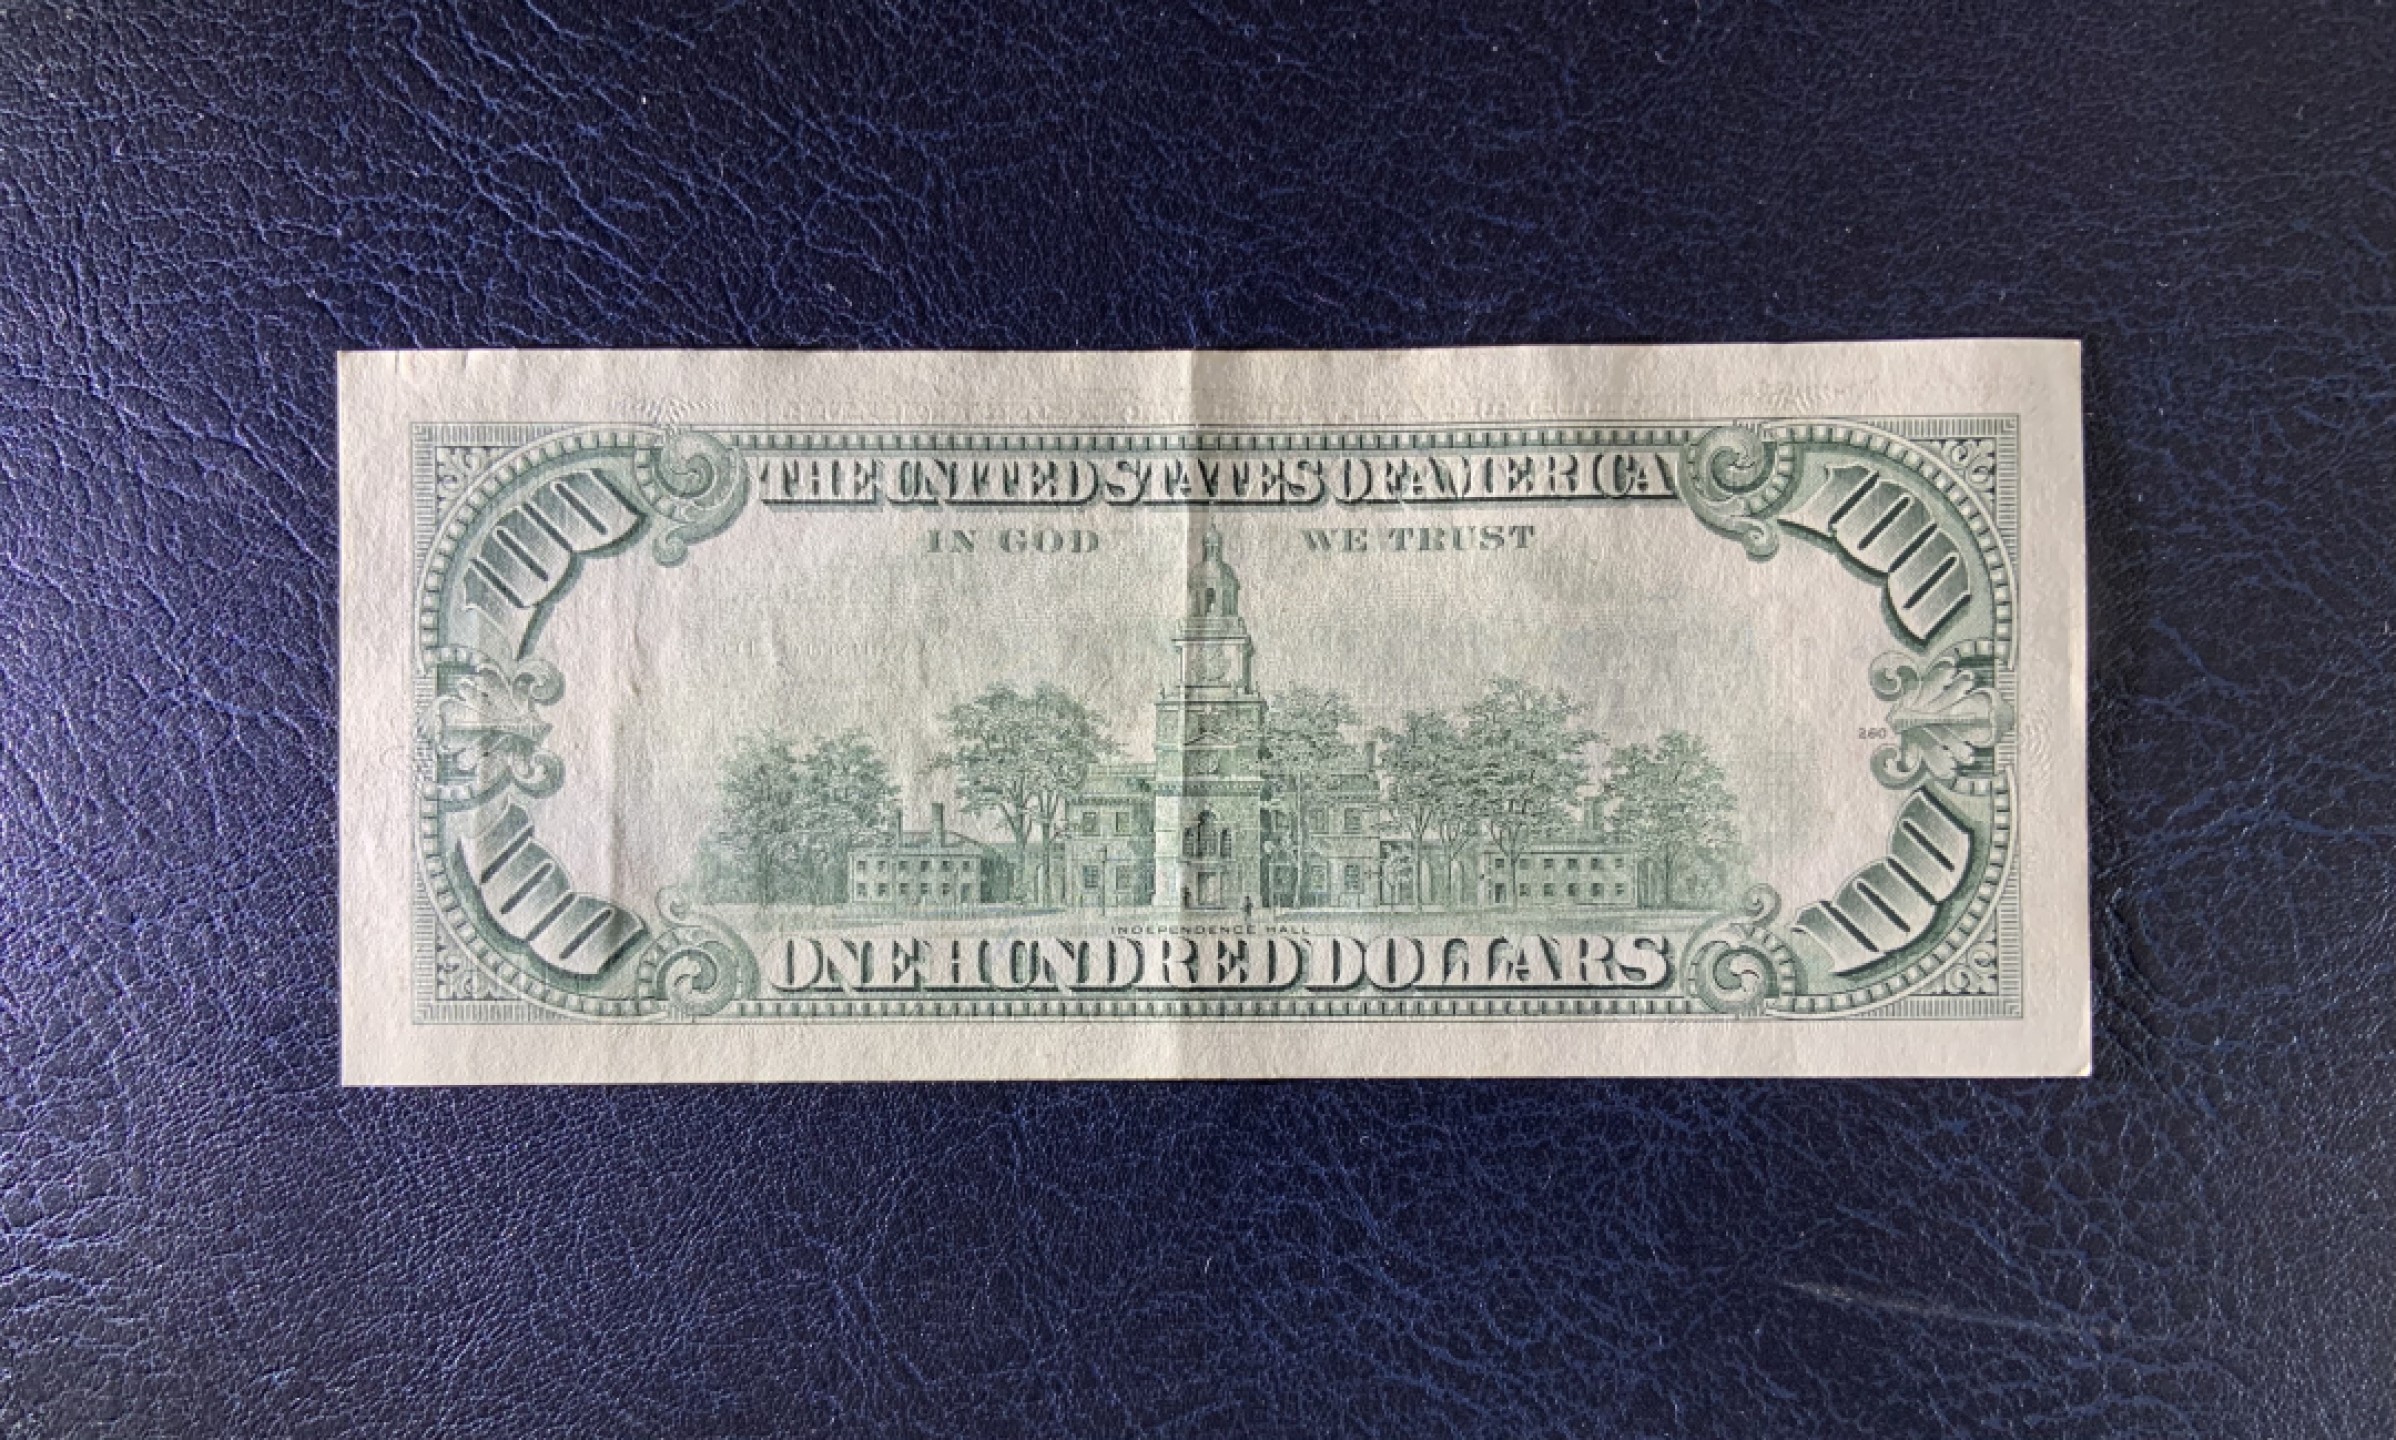 THE UNITED STATES OF AMERICA
100
100
IN GOD WE TRUST
260
INDEPENDENCE HALL
100
100
ONE HUNDRED DOLLARS